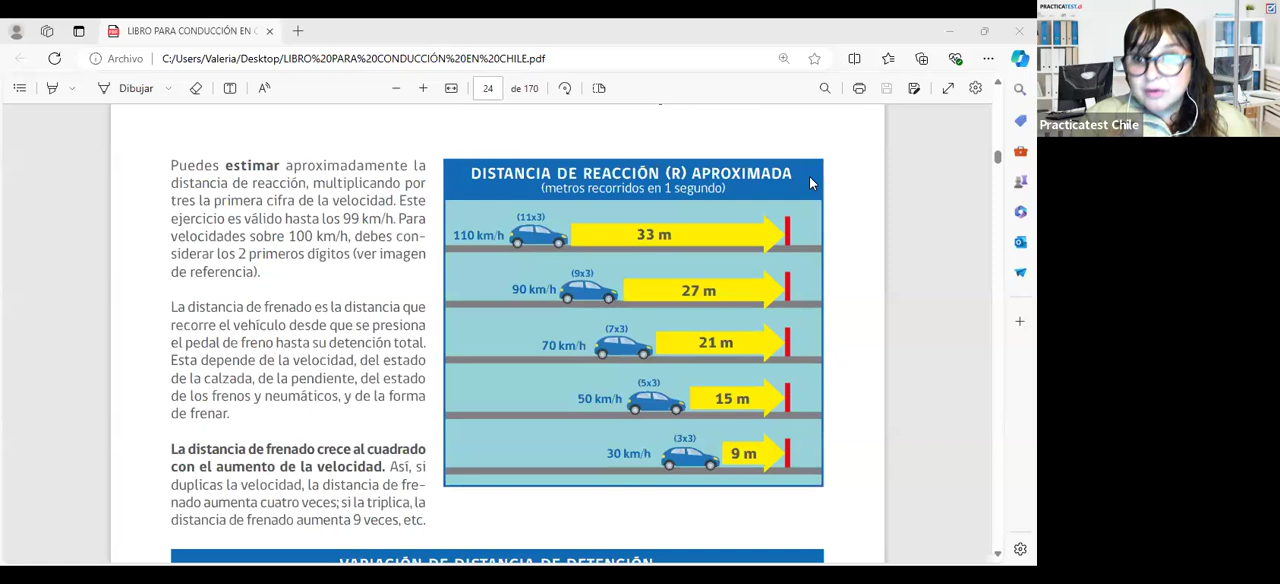 LIBRO PARA CONDUCCIÓN EN C
Archivo
C:/Users/Valeria/Desktop/LIBRO%20PARA%20CONDUCCIÓN%20EN%20CHILE.pdf
Dibujar
24
de 170
PRACTICATEST.cl
Practicatest Chile
Puedes estimar aproximadamente la
distancia de reacción, multiplicando por
tres la primera cifra de la velocidad. Este
ejercicio es válido hasta los 99 km/h. Para
velocidades sobre 100 km/h, debes con-
siderar los 2 primeros dígitos (ver imagen
de referencia).
La distancia de frenado es la distancia que
recorre el vehículo desde que se presiona
el pedal de freno hasta su detención total.
Esta depende de la velocidad, del estado
de la calzada, de la pendiente, del estado
de los frenos y neumáticos, y de la forma
de frenar.
La distancia de frenado crece al cuadrado
con el aumento de la velocidad. Así, si
duplicas la velocidad, la distancia de fre-
nado aumenta cuatro veces; si la triplica, la
distancia de frenado aumenta 9 veces, etc.
DISTANCIA DE REACCIÓN (R) APROXIMADA
(metros recorridos en 1 segundo)
(11x3)
110 km/h
33 m
(9x3)
90 km/h
27 m
(7x3)
70 km/h
21 m
(5x3)
50 km/h
15 m
(3x3)
30 km/h
9 m
VARIACIÓN DE DISTANCIA DE DETENCIÓN